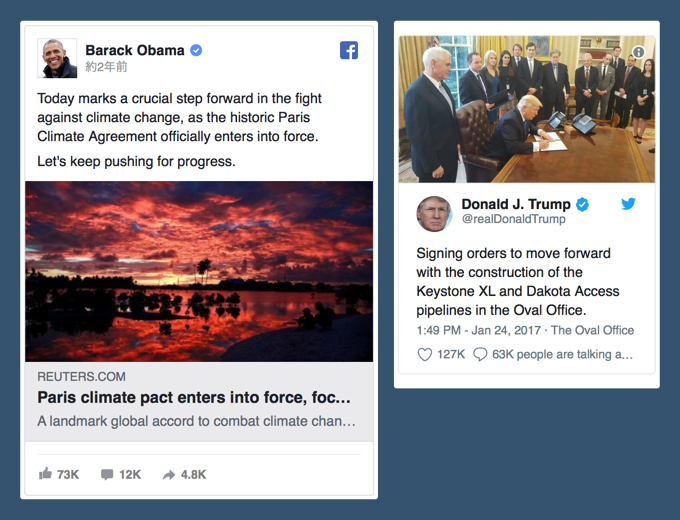 Barack Obama
約2年前
Today marks a crucial step forward in the fight
against climate change, as the historic Paris
Climate Agreement officially enters into force.
Let's keep pushing for progress.
REUTERS.COM
Paris climate pact enters into force, foc...
A landmark global accord to combat climate chan...
73K 12K 4.8K
Donald J. Trump
@realDonaldTrump
Signing orders to move forward
with the construction of the
Keystone XL and Dakota Access
pipelines in the Oval Office.
1:49 PM - Jan 24, 2017 · The Oval Office
127K 63K people are talking a...